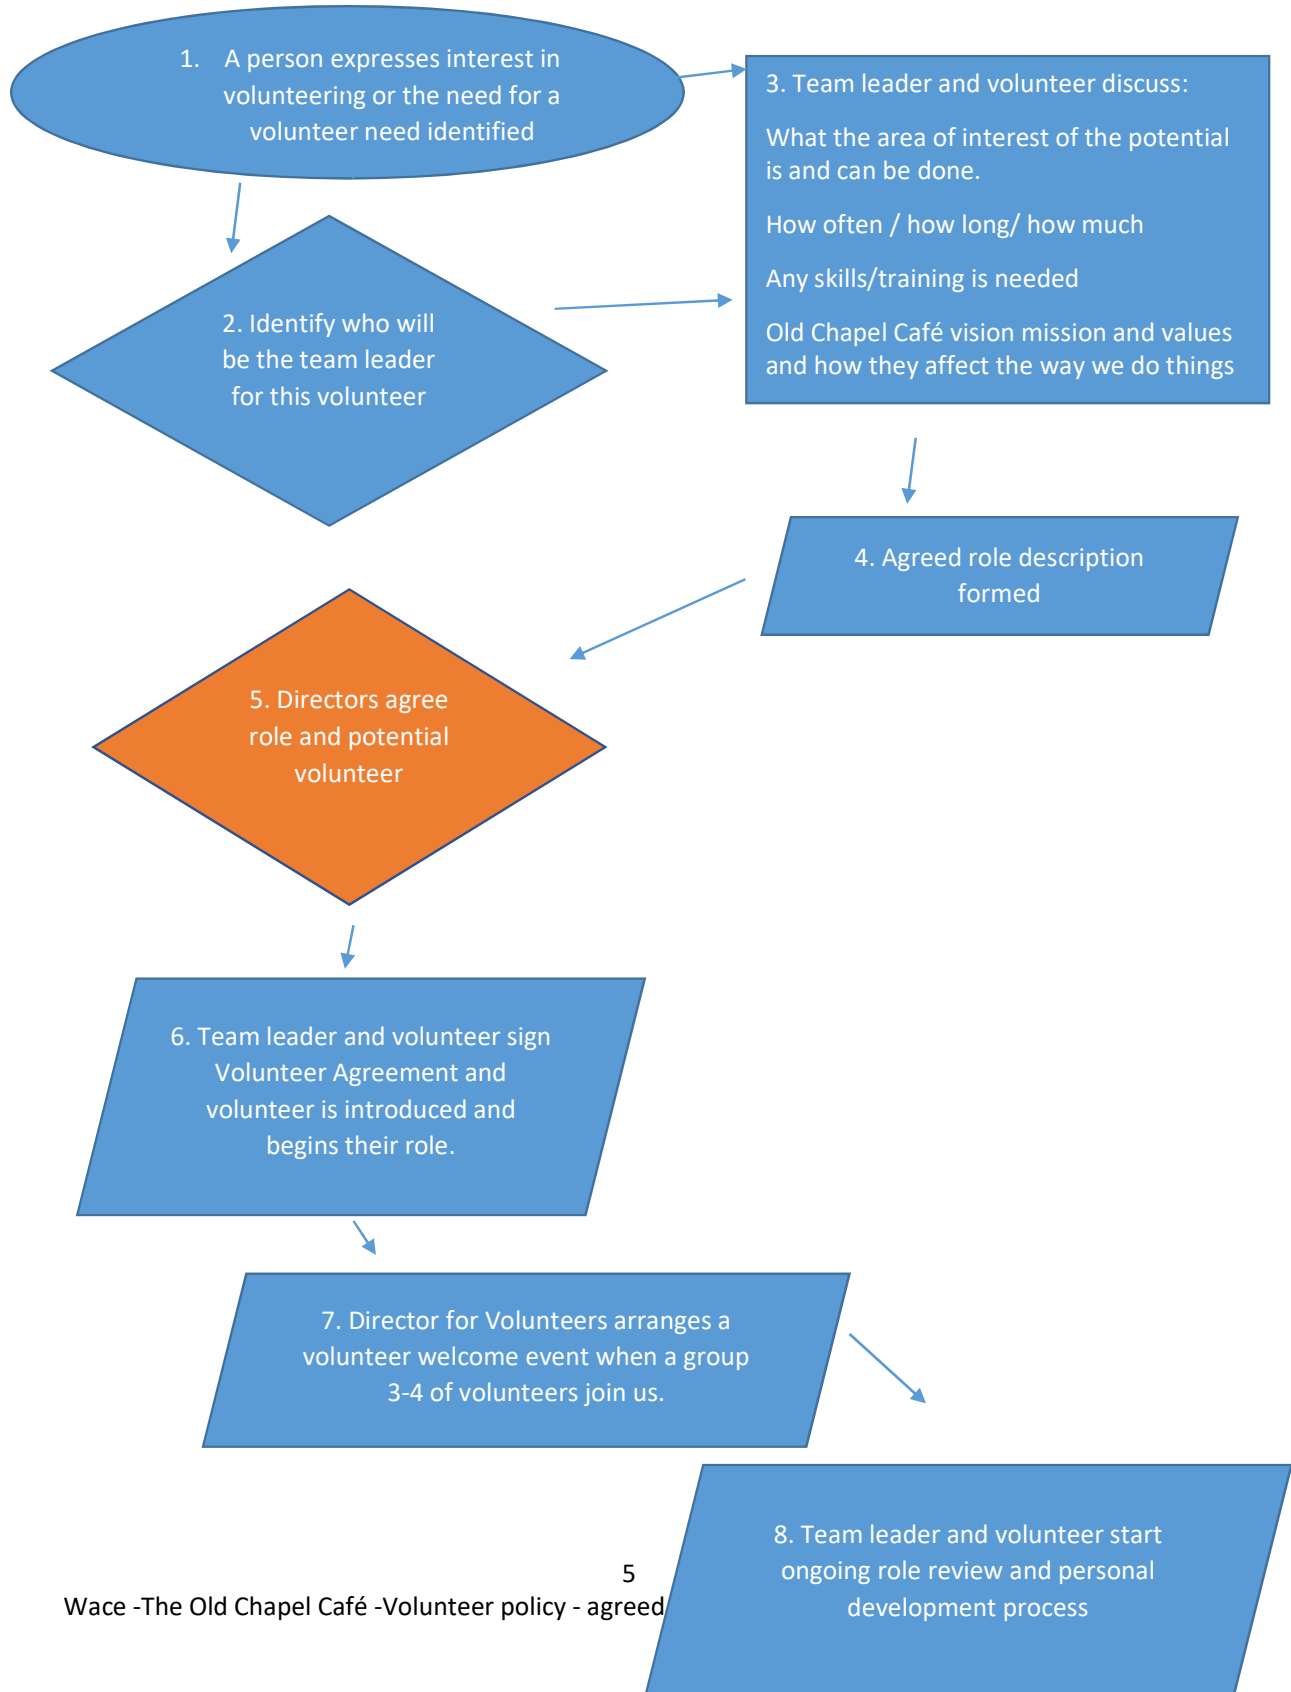 1. A person expresses interest in
volunteering or the need for a
volunteer need identified
2. Identify who will
be the team leader
for this volunteer
3. Team leader and volunteer discuss:
What the area of interest of the potential
is and can be done.
How often / how long/ how much
Any skills/training is needed
Old Chapel Café vision mission and values
and how they affect the way we do things
4. Agreed role description
formed
5. Directors agree
role and potential
volunteer
6. Team leader and volunteer sign
Volunteer Agreement and
volunteer is introduced and
begins their role.
7. Director for Volunteers arranges a
volunteer welcome event when a group
3-4 of volunteers join us.
8. Team leader and volunteer start
ongoing role review and personal
development process
5
Wace -The Old Chapel Café -Volunteer policy - agreed